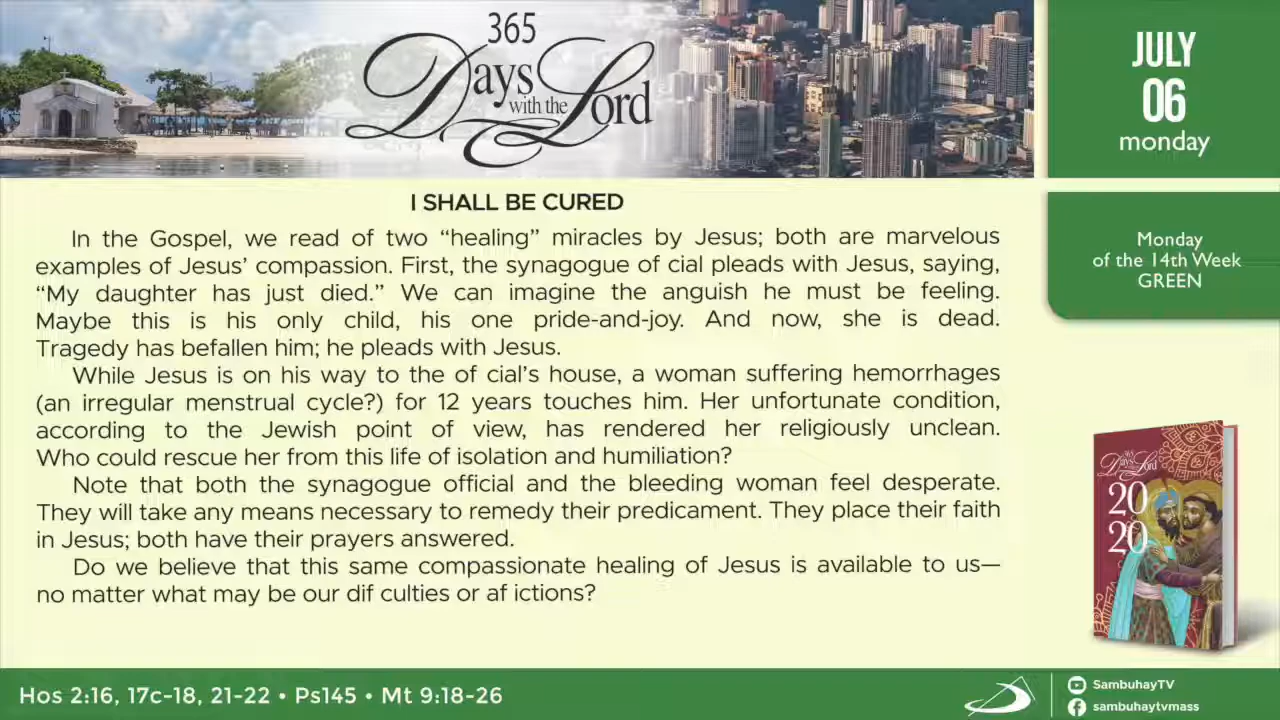 365
Days
with the
Lord
JULY
06
monday
Monday
of the 14th Week
GREEN
I SHALL BE CURED
In the Gospel, we read of two “healing” miracles by Jesus; both are marvelous
examples of Jesus’ compassion. First, the synagogue of cial pleads with Jesus, saying,
“My daughter has just died.” We can imagine the anguish he must be feeling.
Maybe this is his only child, his one pride-and-joy. And now, she is dead.
Tragedy has befallen him; he pleads with Jesus.
While Jesus is on his way to the of cial’s house, a woman suffering hemorrhages
(an irregular menstrual cycle?) for 12 years touches him. Her unfortunate condition,
according to the Jewish point of view, has rendered her religiously unclean.
Who could rescue her from this life of isolation and humiliation?
Note that both the synagogue official and the bleeding woman feel desperate.
They will take any means necessary to remedy their predicament. They place their faith
in Jesus; both have their prayers answered.
Do we believe that this same compassionate healing of Jesus is available to us—
no matter what may be our dif culties or af ictions?
365
Days
with the
Lord
20
20
Hos 2:16, 17c-18, 21-22 • Ps145 • Mt 9:18-26
SambuhayTV
sambuhaytvmass